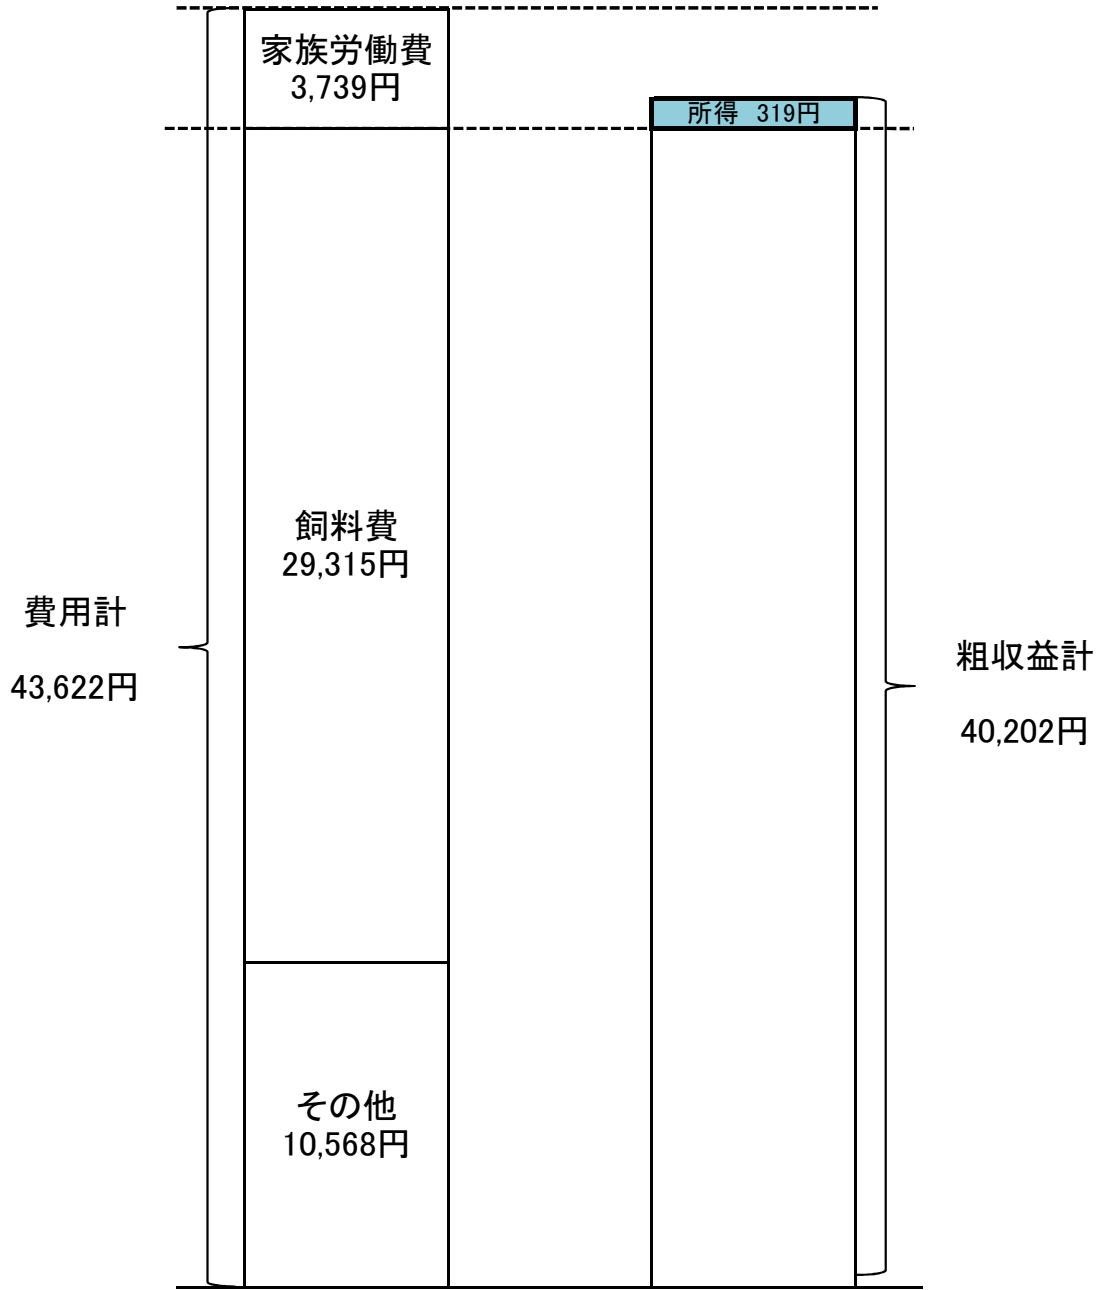 家族労働費
3,739円
所得 319円
飼料費
29,315円
費用計
43,622円
粗収益計
40,202円
その他
10,568円